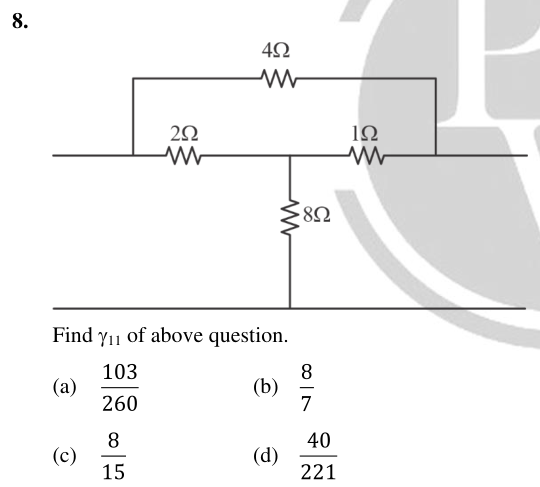 8.
4Ω
2Ω
1Ω
8Ω
Find γ₁₁ of above question.
(a) 103/260
(b) 8/7
(c) 8/15
(d) 40/221